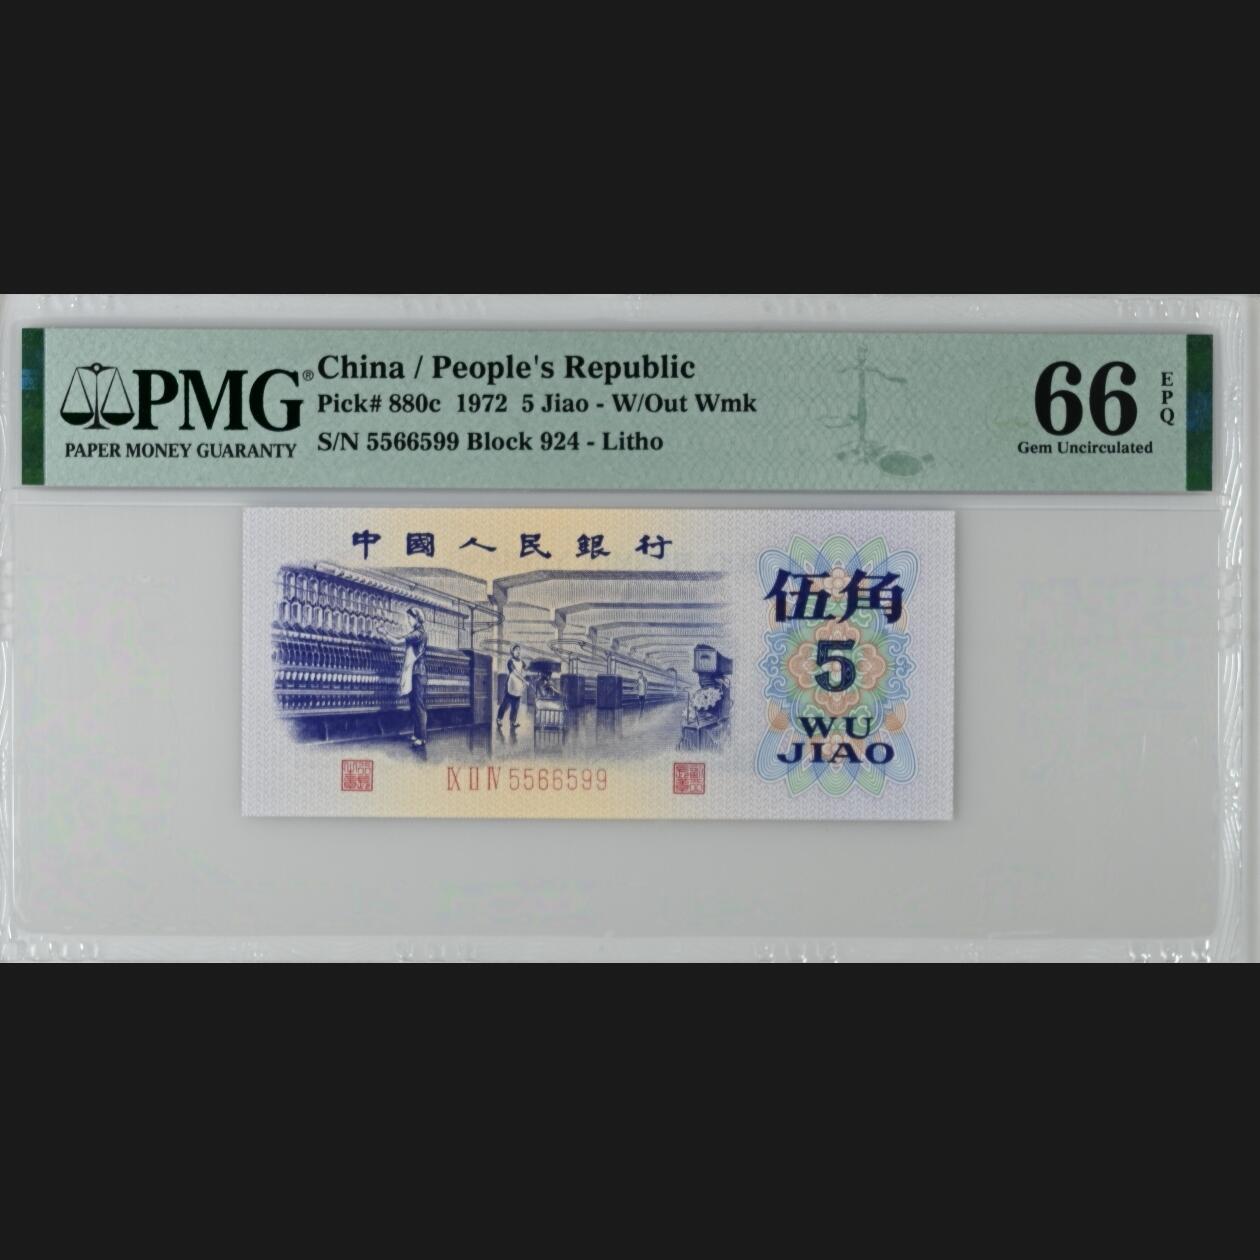 PMG®
PAPER MONEY GUARANTY
China / People's Republic
Pick# 880c 1972 5 Jiao - W/Out Wmk
S/N 5566599 Block 924 - Litho
66
EPQ
Gem Uncirculated
中國人民銀行
伍角
5
WU
JIAO
IX II IV 5566599